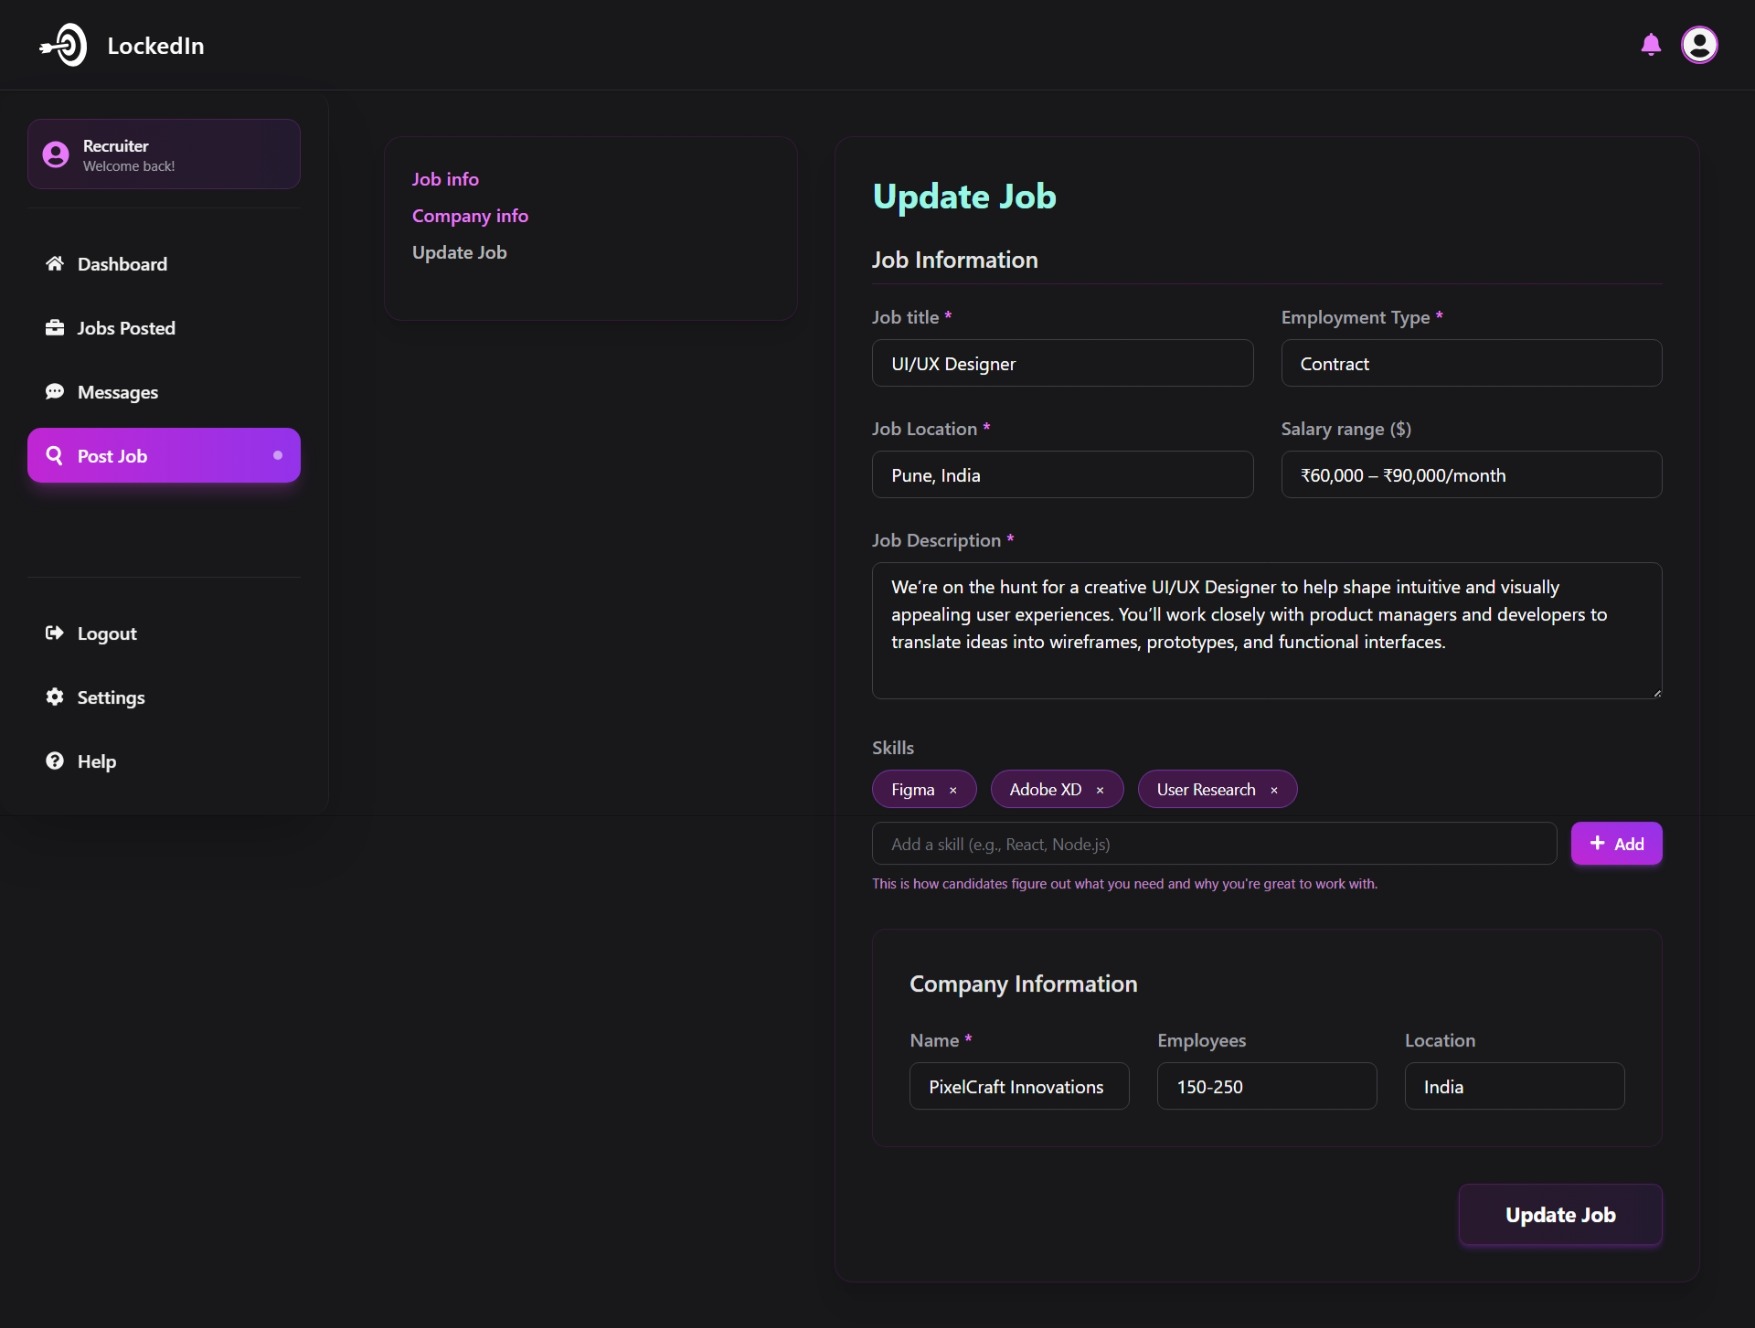 LockedIn
Recruiter
Welcome back!
Dashboard
Jobs Posted
Messages
Post Job
Logout
Settings
Help
Job info
Company info
Update Job
Update Job
Job Information
Job title *
Employment Type *
UI/UX Designer
Contract
Job Location *
Salary range ($)
Pune, India
₹60,000 – ₹90,000/month
Job Description *
We’re on the hunt for a creative UI/UX Designer to help shape intuitive and visually
appealing user experiences. You’ll work closely with product managers and developers to
translate ideas into wireframes, prototypes, and functional interfaces.
Skills
Figma ×
Adobe XD ×
User Research ×
Add a skill (e.g., React, Node.js)
+ Add
This is how candidates figure out what you need and why you're great to work with.
Company Information
Name *
Employees
Location
PixelCraft Innovations
150-250
India
Update Job